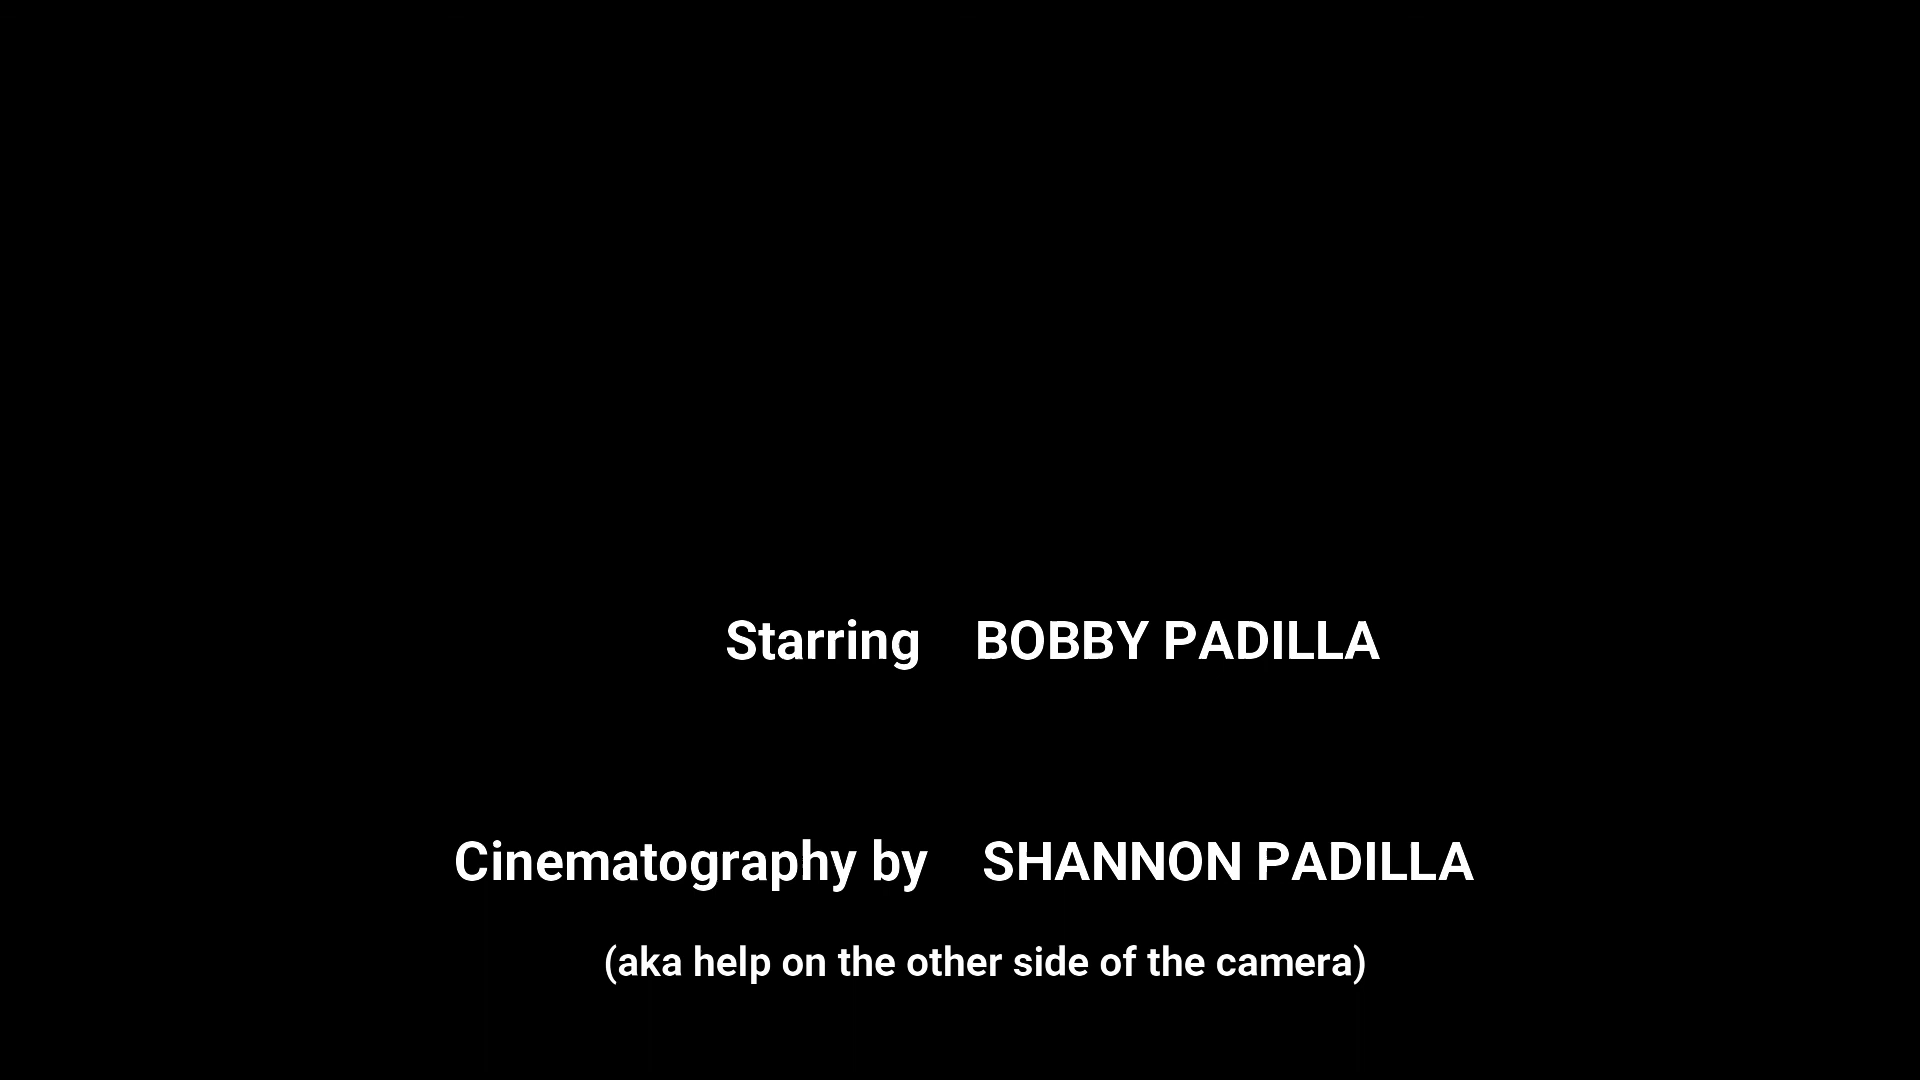 Starring BOBBY PADILLA
Cinematography by SHANNON PADILLA
(aka help on the other side of the camera)